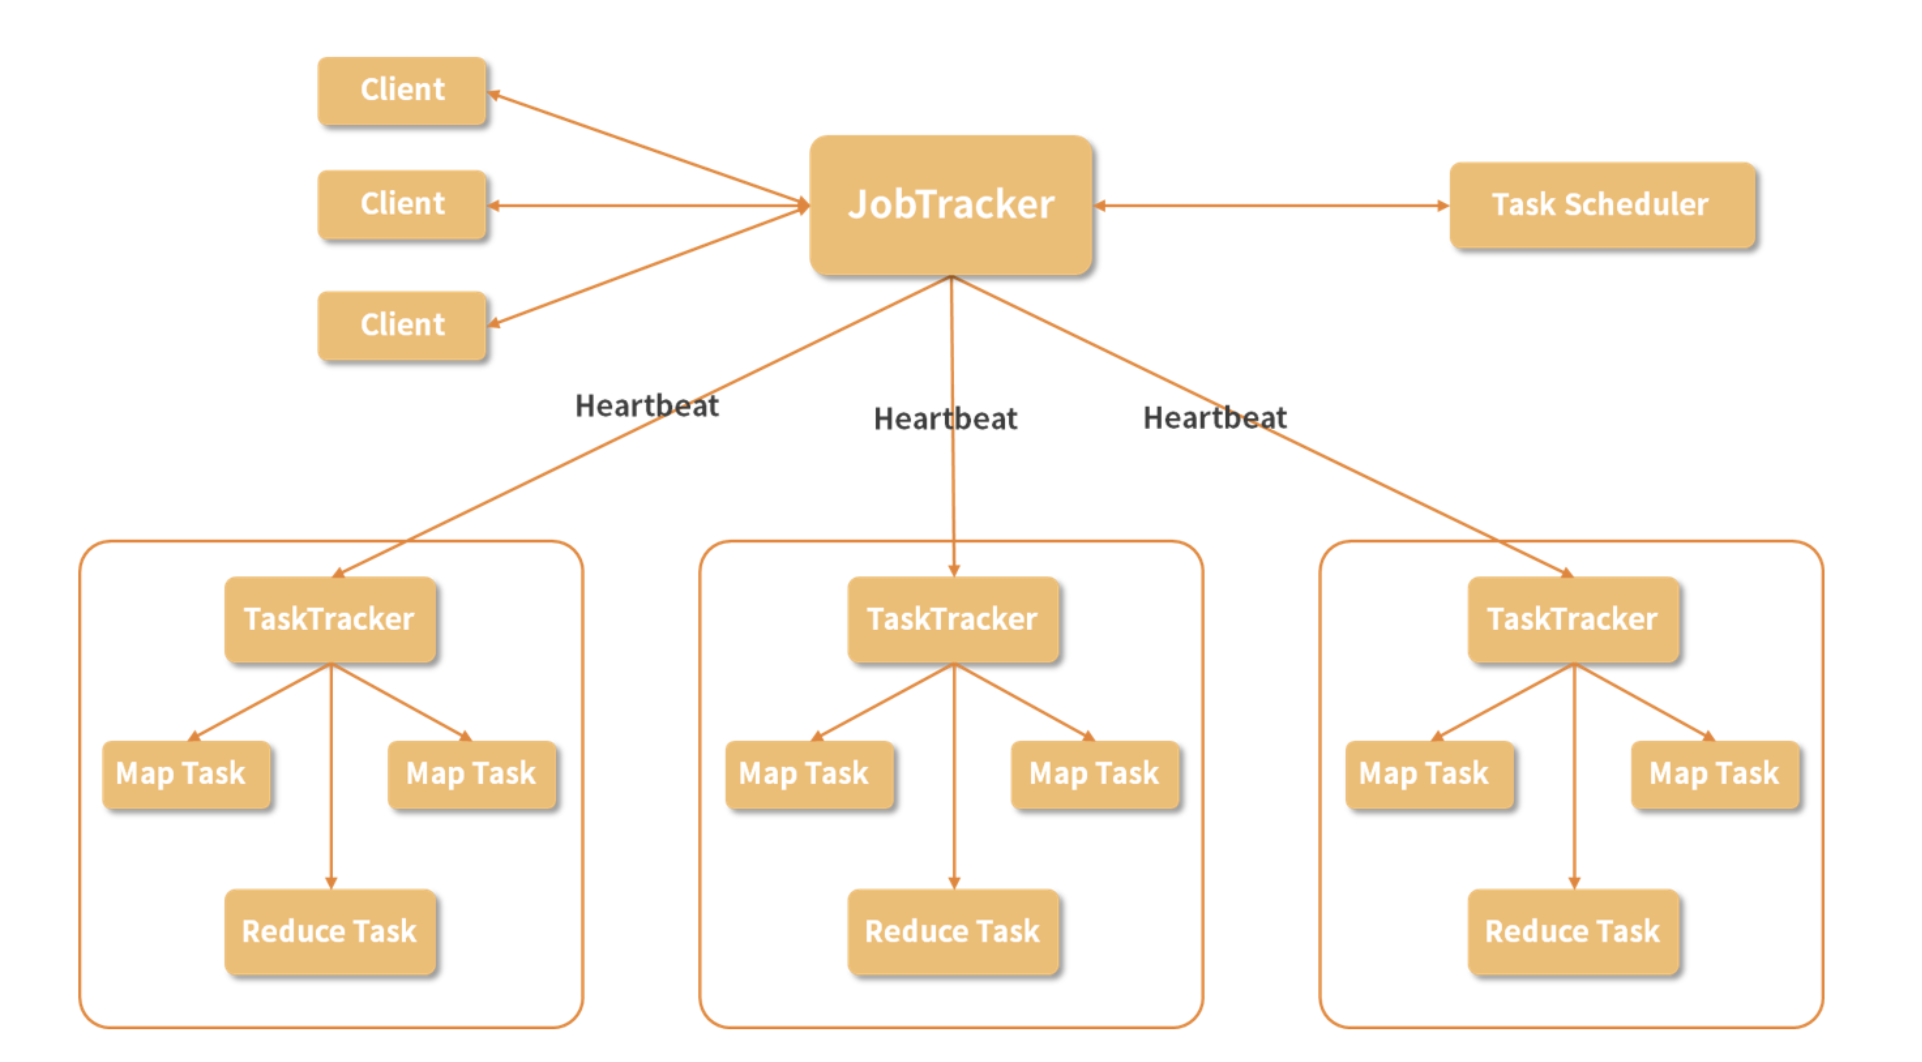 Client
Client
Client
JobTracker
Task Scheduler
Heartbeat
Heartbeat
Heartbeat
TaskTracker
Map Task
Map Task
Reduce Task
TaskTracker
Map Task
Map Task
Reduce Task
TaskTracker
Map Task
Map Task
Reduce Task